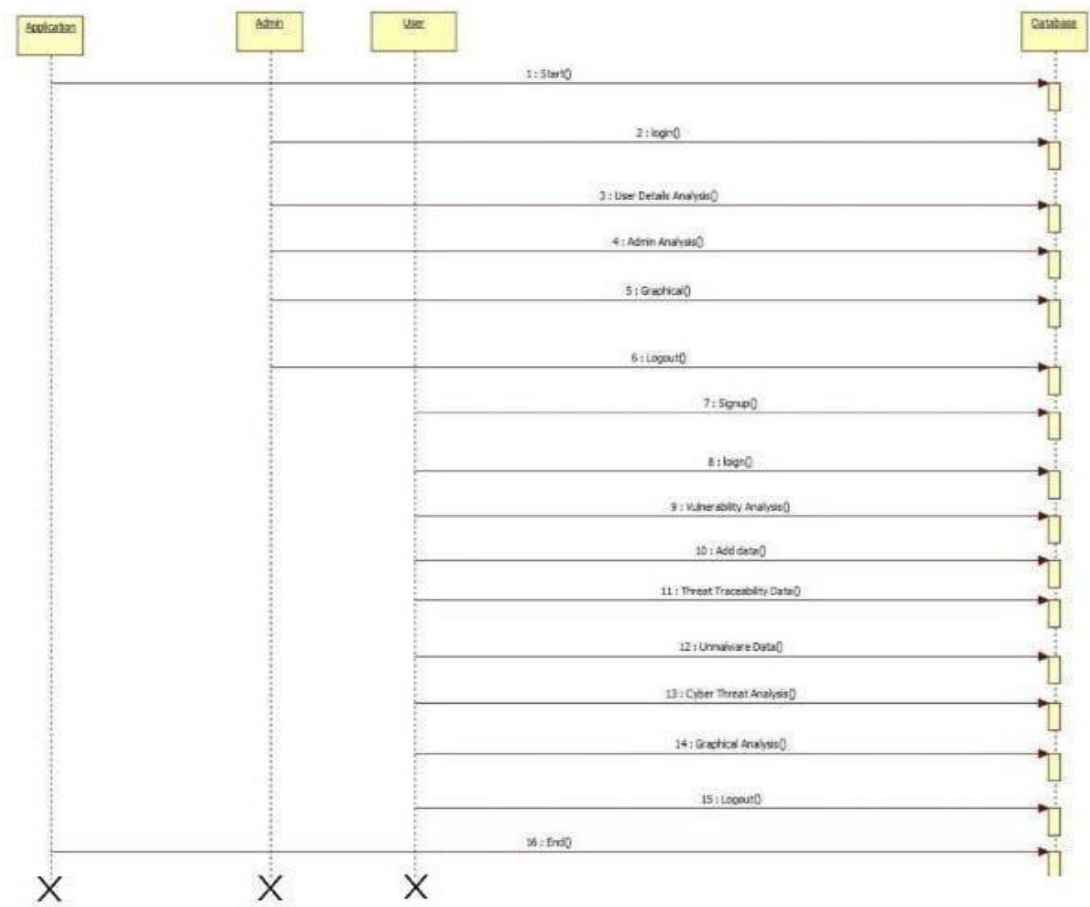 Application
Admin
User
Database
1 : Start()
2 : login()
3 : User Details Analysis()
4 : Admin Analysis()
5 : Graphical()
6 : Logout()
7 : Signup()
8 : login()
9 : Vulnerability Analysis()
10 : Add data()
11 : Threat Traceability Data()
12 : Unmalware Data()
13 : Cyber Threat Analysis()
14 : Graphical Analysis()
15 : Logout()
16 : End()